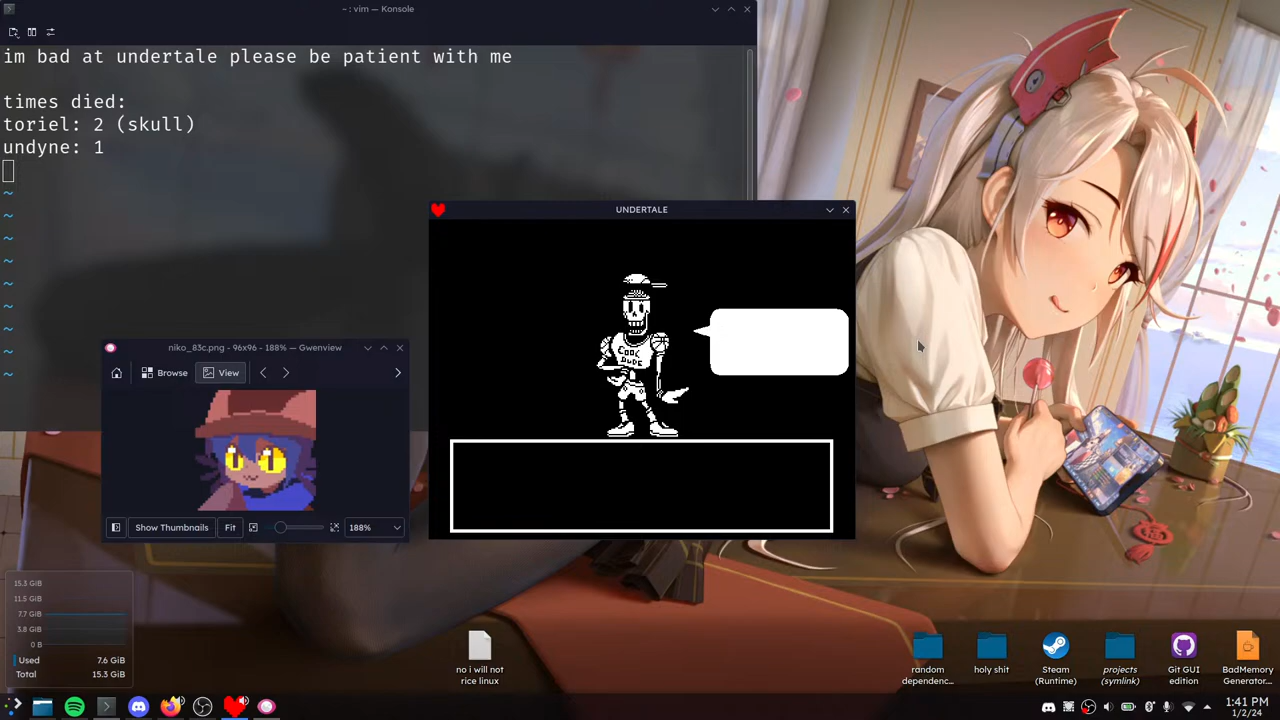 ~ : vim — Konsole
im bad at undertale please be patient with me
times died:
toriel: 2 (skull)
undyne: 1
~
~
~
~
~
~
~
~
~
UNDERTALE
COOL
DUDE
niko_83c.png - 96x96 - 188% — Gwenview
Browse
View
Show Thumbnails
Fit
188%
15.3 GiB
11.5 GiB
7.7 GiB
3.8 GiB
0 B
Used 7.6 GiB
Total 15.3 GiB
no i will not
rice linux
random
dependenc...
holy shit
Steam
(Runtime)
projects
(symlink)
Git GUI
edition
BadMemory
Generator...
1:41 PM
1/2/24